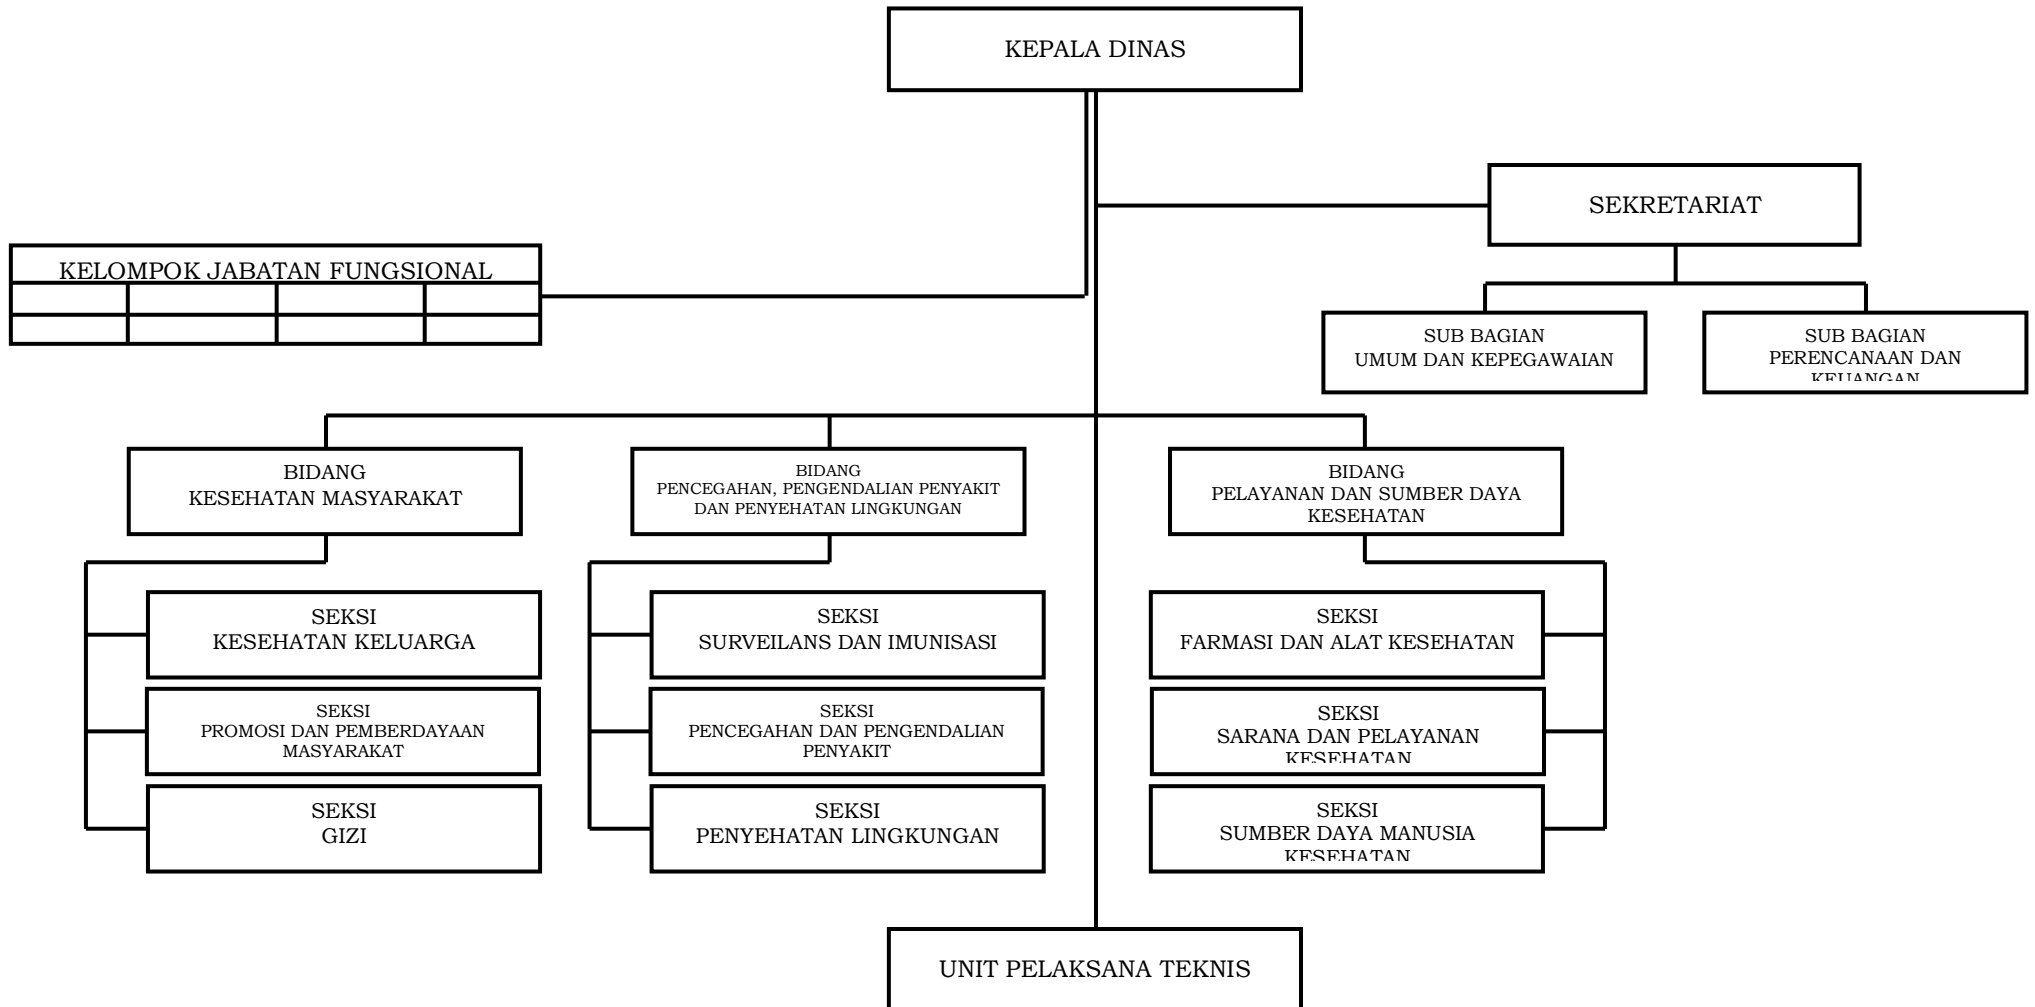 KEPALA DINAS
SEKRETARIAT
KELOMPOK JABATAN FUNGSIONAL
SUB BAGIAN
UMUM DAN KEPEGAWAIAN
SUB BAGIAN
PERENCANAAN DAN
KEUANGAN
BIDANG
KESEHATAN MASYARAKAT
BIDANG
PENCEGAHAN, PENGENDALIAN PENYAKIT
DAN PENYEHATAN LINGKUNGAN
BIDANG
PELAYANAN DAN SUMBER DAYA
KESEHATAN
SEKSI
KESEHATAN KELUARGA
SEKSI
PROMOSI DAN PEMBERDAYAAN
MASYARAKAT
SEKSI
GIZI
SEKSI
SURVEILANS DAN IMUNISASI
SEKSI
PENCEGAHAN DAN PENGENDALIAN
PENYAKIT
SEKSI
PENYEHATAN LINGKUNGAN
SEKSI
FARMASI DAN ALAT KESEHATAN
SEKSI
SARANA DAN PELAYANAN
KESEHATAN
SEKSI
SUMBER DAYA MANUSIA
KESEHATAN
UNIT PELAKSANA TEKNIS